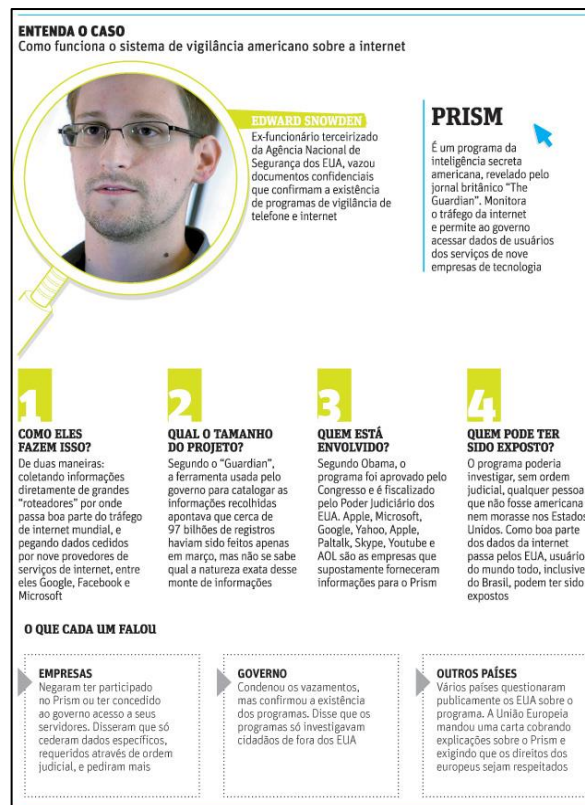 ENTENDA O CASO
Como funciona o sistema de vigilância americano sobre a internet
EDWARD SNOWDEN
Ex-funcionário terceirizado
da Agência Nacional de
Segurança dos EUA, vazou
documentos confidenciais
que confirmam a existência
de programas de vigilância de
telefone e internet
PRISM
É um programa da
inteligência secreta
americana, revelado pelo
jornal britânico "The
Guardian". Monitora
o tráfego da internet
e permite ao governo
acessar dados de usuários
dos serviços de nove
empresas de tecnologia
1
COMO ELES
FAZEM ISSO?
De duas maneiras:
coletando informações
diretamente de grandes
"roteadores" por onde
passa boa parte do tráfego
de internet mundial, e
pegando dados cedidos
por nove provedores de
serviços de internet, entre
eles Google, Facebook e
Microsoft
2
QUAL O TAMANHO
DO PROJETO?
Segundo o "Guardian",
a ferramenta usada pelo
governo para catalogar as
informações recolhidas
apontava que cerca de
97 bilhões de registros
haviam sido feitos apenas
em março, mas não se sabe
qual a natureza exata desse
monte de informações
3
QUEM ESTÁ
ENVOLVIDO?
Segundo Obama, o
programa foi aprovado pelo
Congresso e é fiscalizado
pelo Poder Judiciário dos
EUA. Apple, Microsoft,
Google, Yahoo, Apple,
Paltalk, Skype, Youtube e
AOL são as empresas que
supostamente forneceram
informações para o Prism
4
QUEM PODE TER
SIDO EXPOSTO?
O programa poderia
investigar, sem ordem
judicial, qualquer pessoa
que não fosse americana
nem morasse nos Estados
Unidos. Como boa parte
dos dados da internet
passa pelos EUA, usuário
do mundo todo, inclusive
do Brasil, podem ter sido
expostos
O QUE CADA UM FALOU
EMPRESAS
Negaram ter participado
no Prism ou ter concedido
ao governo acesso a seus
servidores. Disseram que só
cederam dados específicos,
requeridos através de ordem
judicial, e pediram mais
GOVERNO
Condenou os vazamentos,
mas confirmou a existência
dos programas. Disse que os
programas só investigavam
cidadãos de fora dos EUA
OUTROS PAÍSES
Vários países questionaram
publicamente os EUA sobre o
programa. A União Europeia
mandou uma carta cobrando
explicações sobre o Prism e
exigindo que os direitos dos
europeus sejam respeitados